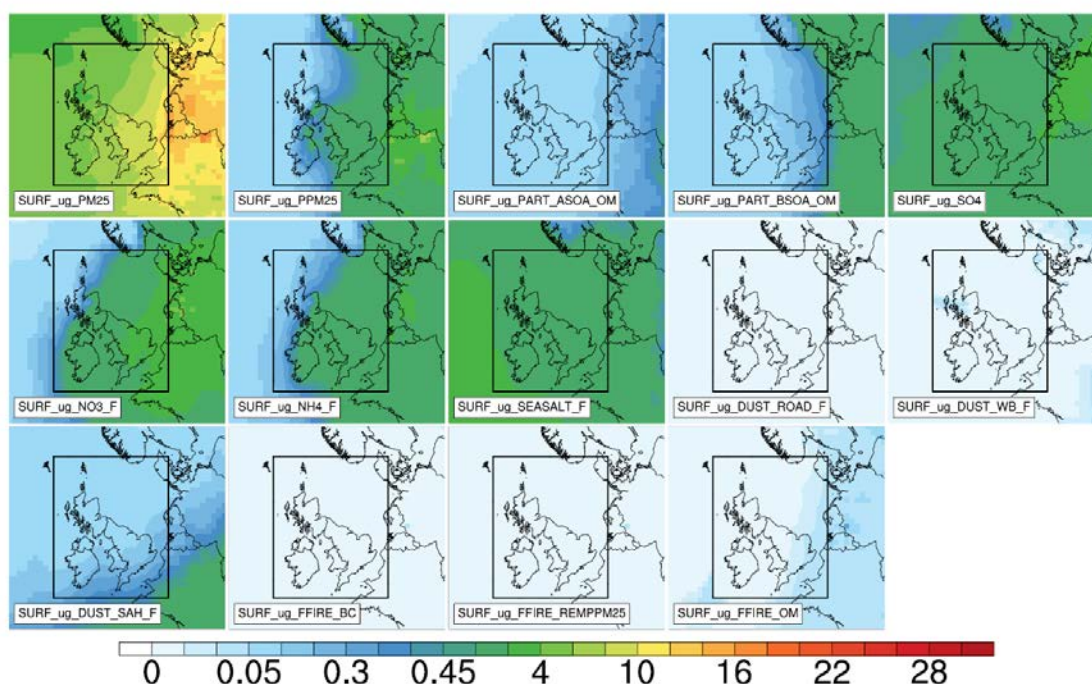 SURF_ug_PM25
SURF_ug_PPM25
SURF_ug_PART_ASOA_OM
SURF_ug_PART_BSOA_OM
SURF_ug_SO4
SURF_ug_NO3_F
SURF_ug_NH4_F
SURF_ug_SEASALT_F
SURF_ug_DUST_ROAD_F
SURF_ug_DUST_WB_F
SURF_ug_DUST_SAH_F
SURF_ug_FFIRE_BC
SURF_ug_FFIRE_REMPPM25
SURF_ug_FFIRE_OM
0 0.05 0.3 0.45 4 10 16 22 28